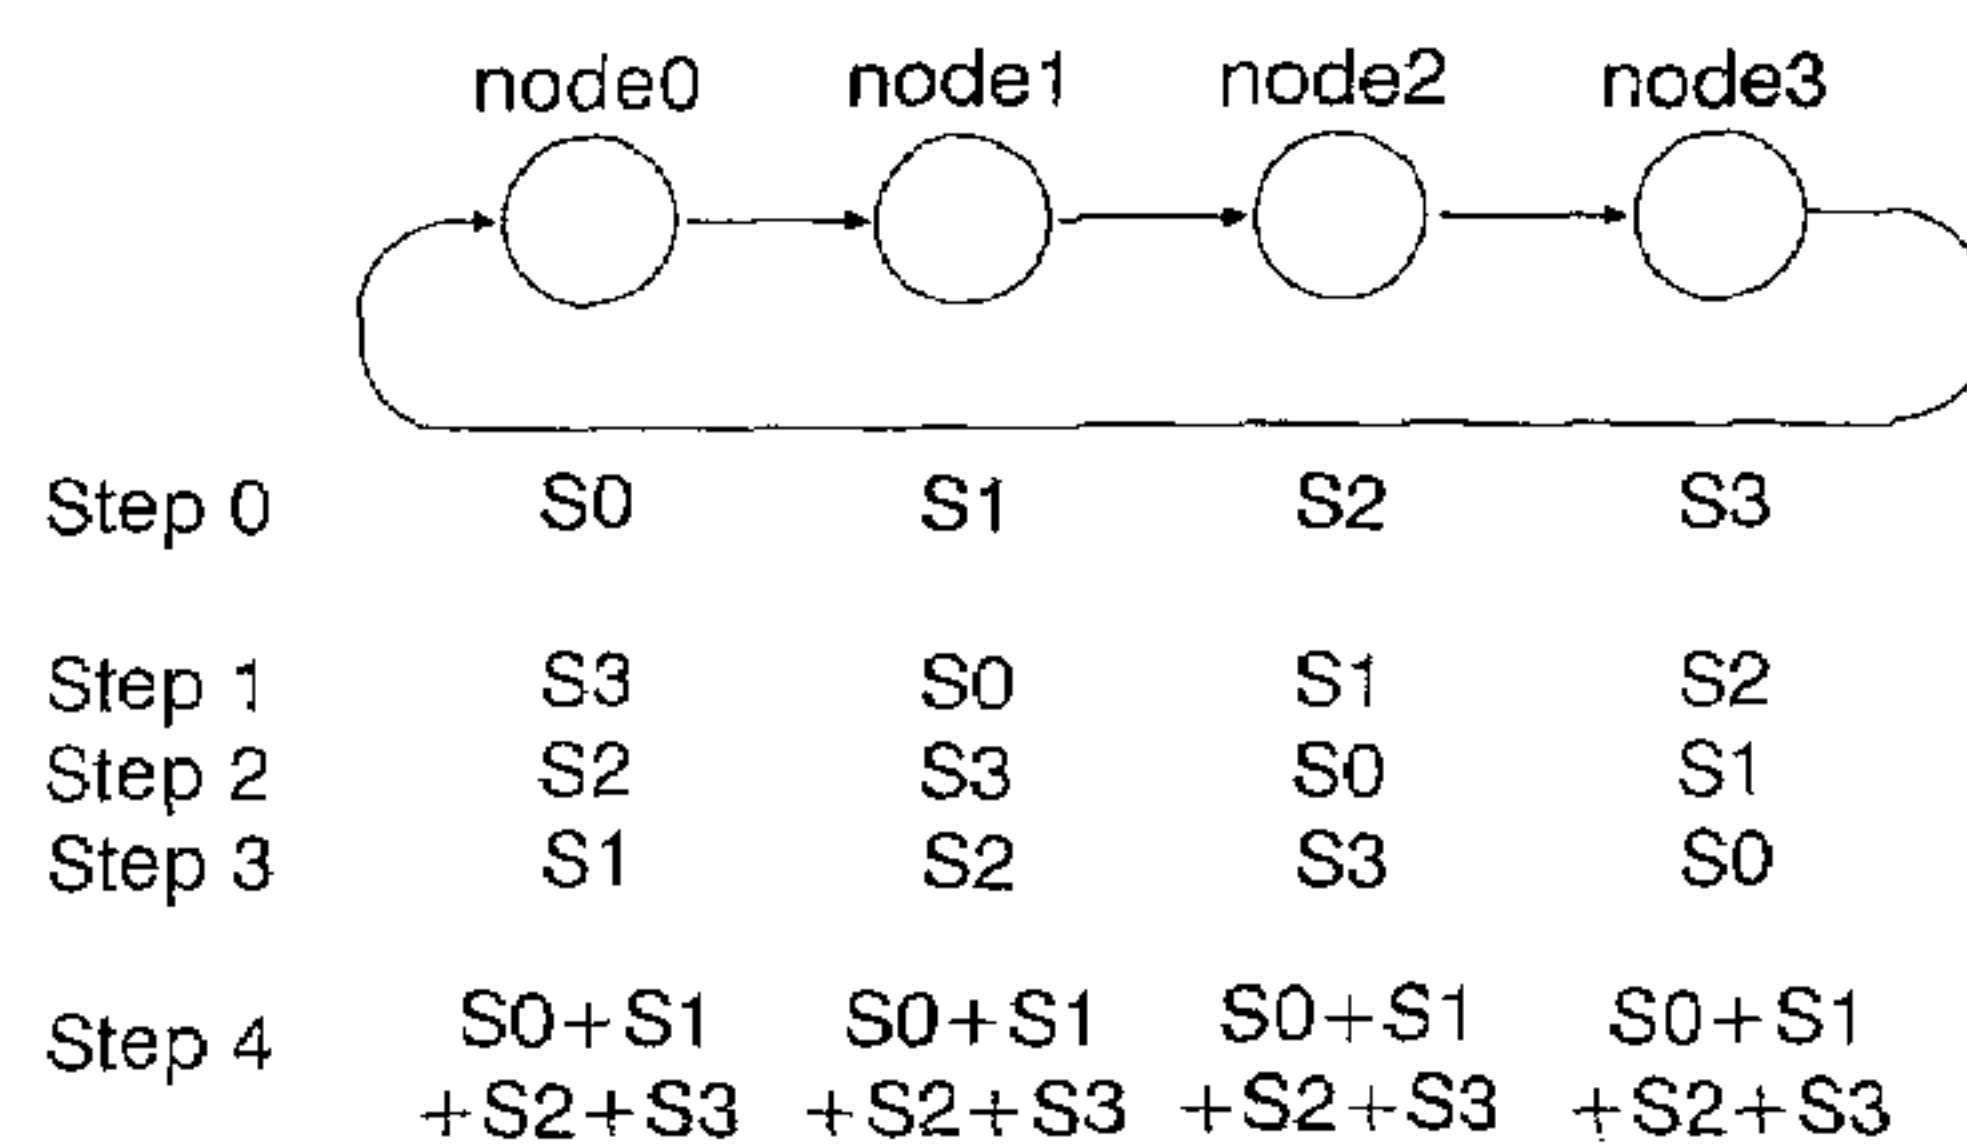 node0 node1 node2 node3
Step 0 S0 S1 S2 S3
Step 1 S3 S0 S1 S2
Step 2 S2 S3 S0 S1
Step 3 S1 S2 S3 S0
Step 4 S0+S1 S0+S1 S0+S1 S0+S1
+S2+S3 +S2+S3 +S2+S3 +S2+S3